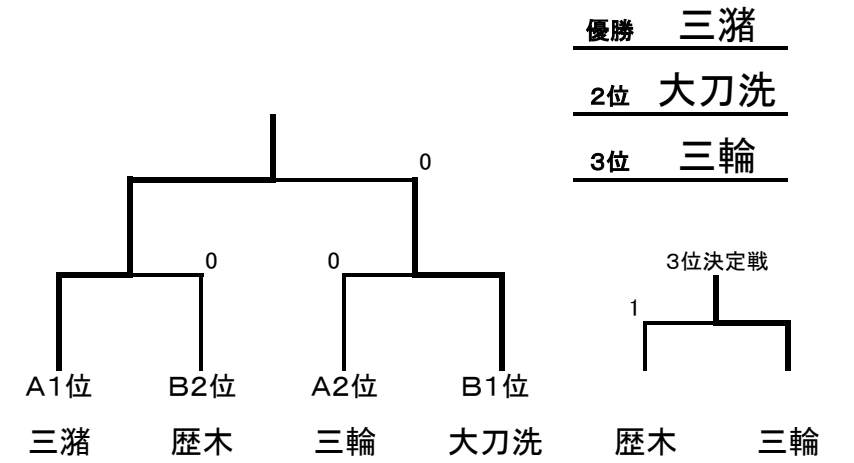 優勝 三潴
2位 大刀洗
3位 三輪
0
0 0 3位決定戦
1
A1位 B2位 A2位 B1位
三潴 歴木 三輪 大刀洗 歴木 三輪